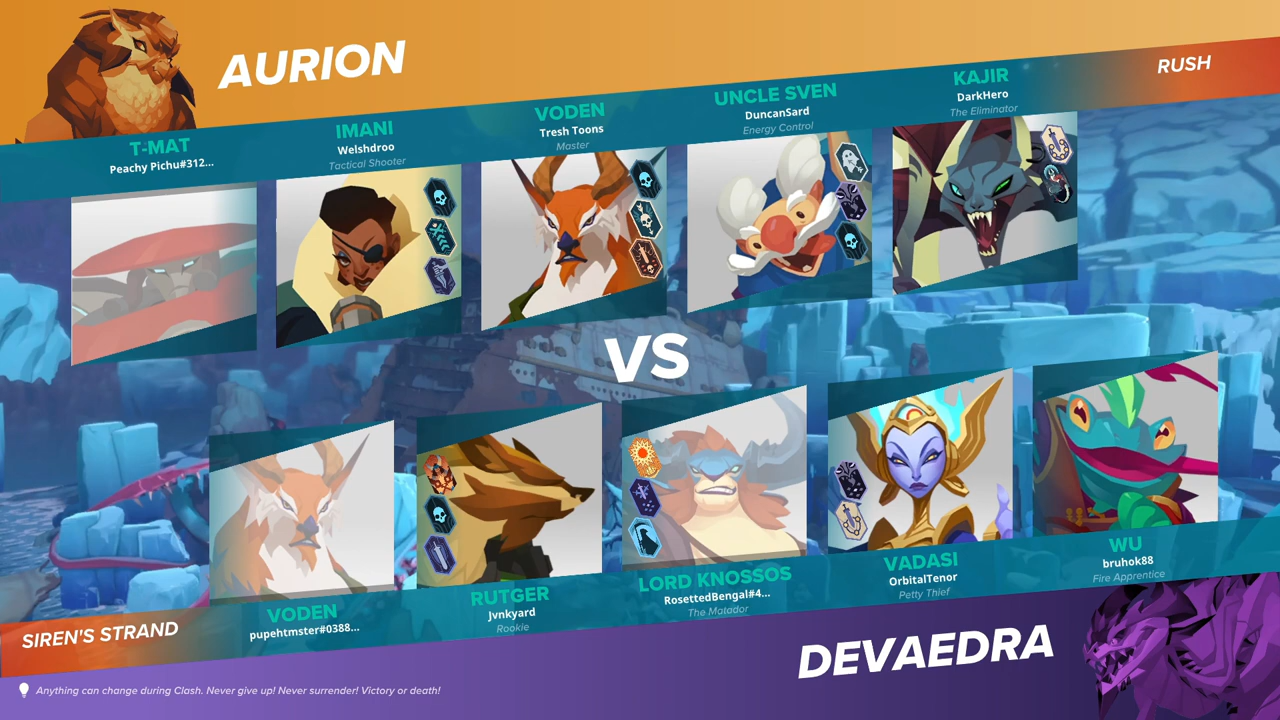 AURION
RUSH
T-MAT
Peachy Pichu#312...
IMANI
Welshdroo
Tactical Shooter
VODEN
Tresh Toons
Master
UNCLE SVEN
DuncanSard
Energy Control
KAJIR
DarkHero
The Eliminator
VS
VODEN
pupehtmster#0388...
RUTGER
Jvnkyard
Rookie
LORD KNOSSOS
RosettedBengal#4...
The Matador
VADASI
OrbitalTenor
Petty Thief
WU
bruhok88
Fire Apprentice
SIREN'S STRAND
DEVAEDRA
Anything can change during Clash. Never give up! Never surrender! Victory or death!